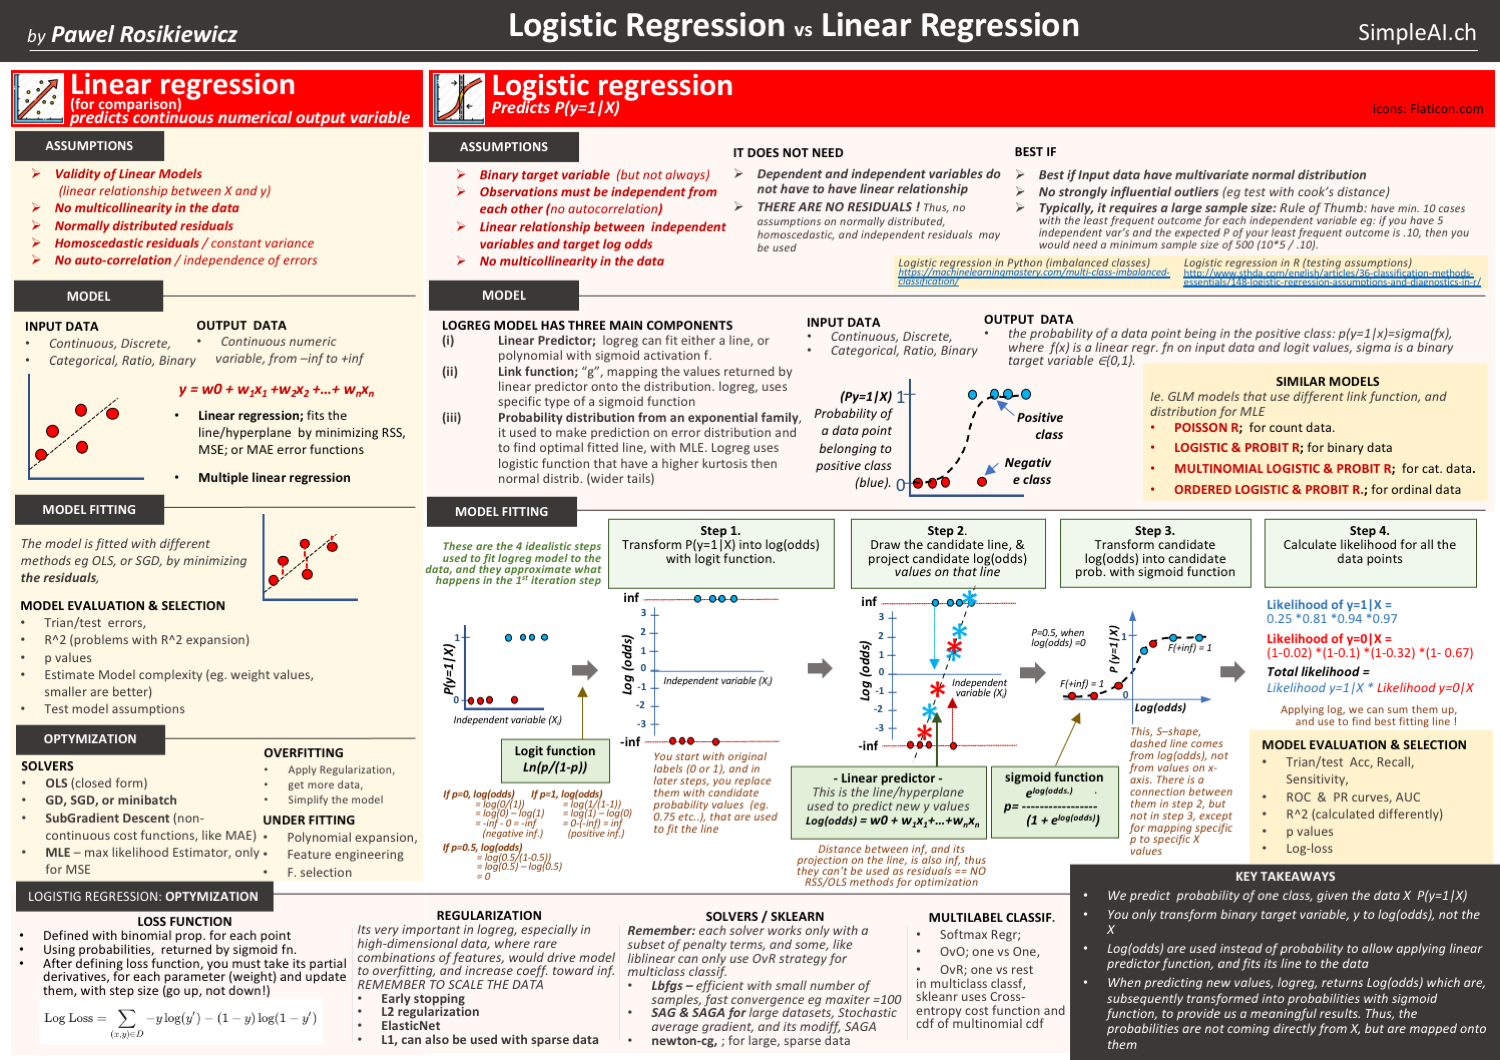 by Pawel Rosikiewicz
Logistic Regression vs Linear Regression
SimpleAI.ch
Linear regression
(for comparison)
predicts continuous numerical output variable
ASSUMPTIONS
Validity of Linear Models
(linear relationship between X and y)
No multicollinearity in the data
Normally distributed residuals
Homoscedastic residuals / constant variance
No auto-correlation / independence of errors
MODEL
INPUT DATA
• Continuous, Discrete,
• Categorical, Ratio, Binary
OUTPUT DATA
• Continuous numeric
variable, from –inf to +inf
y = w0 + w1x1 +w2x2 +...+ wnxn
• Linear regression; fits the
line/hyperplane by minimizing RSS,
MSE; or MAE error functions
• Multiple linear regression
MODEL FITTING
The model is fitted with different
methods eg OLS, or SGD, by minimizing
the residuals,
MODEL EVALUATION & SELECTION
• Trian/test errors,
• R^2 (problems with R^2 expansion)
• p values
• Estimate Model complexity (eg. weight values,
smaller are better)
• Test model assumptions
OPTYMIZATION
SOLVERS
• OLS (closed form)
• GD, SGD, or minibatch
• SubGradient Descent (non-
continuous cost functions, like MAE)
• MLE – max likelihood Estimator, only
for MSE
OVERFITTING
• Apply Regularization,
• get more data,
• Simplify the model
UNDER FITTING
• Polynomial expansion,
• Feature engineering
• F. selection
Logistic regression
Predicts P(y=1|X)
icons: Flaticon.com
ASSUMPTIONS
Binary target variable (but not always)
Observations must be independent from
each other (no autocorrelation)
Linear relationship between independent
variables and target log odds
No multicollinearity in the data
IT DOES NOT NEED
Dependent and independent variables do
not have to have linear relationship
THERE ARE NO RESIDUALS ! Thus, no
assumptions on normally distributed,
homoscedastic, and independent residuals may
be used
BEST IF
Best if Input data have multivariate normal distribution
No strongly influential outliers (eg test with cook's distance)
Typically, it requires a large sample size: Rule of Thumb: have min. 10 cases
with the least frequent outcome for each independent variable eg: if you have 5
independent var's and the expected P of your least frequent outcome is .10, then you
would need a minimum sample size of 500 (10*5 / .10).
Logistic regression in Python (imbalanced classes)
https://machinelearningmastery.com/multi-class-imbalanced-
classification/
Logistic regression in R (testing assumptions)
http://www.sthda.com/english/articles/36-classification-methods-
essentials/148-logistic-regression-assumptions-and-diagnostics-in-r/
MODEL
LOGREG MODEL HAS THREE MAIN COMPONENTS
(i) Linear Predictor; logreg can fit either a line, or
polynomial with sigmoid activation f.
(ii) Link function; "g", mapping the values returned by
linear predictor onto the distribution. logreg, uses
specific type of a sigmoid function
(iii) Probability distribution from an exponential family,
it used to make prediction on error distribution and
to find optimal fitted line, with MLE. Logreg uses
logistic function that have a higher kurtosis then
normal distrib. (wider tails)
INPUT DATA
• Continuous, Discrete,
• Categorical, Ratio, Binary
OUTPUT DATA
• the probability of a data point being in the positive class: p(y=1|x)=sigma(fx),
where f(x) is a linear regr. fn on input data and logit values, sigma is a binary
target variable ∈{0,1}.
(Py=1|X)
Probability of
a data point
belonging to
positive class
(blue).
1
0
Positive
class
Negativ
e class
SIMILAR MODELS
Ie. GLM models that use different link function, and
distribution for MLE
• POISSON R; for count data.
• LOGISTIC & PROBIT R; for binary data
• MULTINOMIAL LOGISTIC & PROBIT R; for cat. data.
• ORDERED LOGISTIC & PROBIT R.; for ordinal data
MODEL FITTING
These are the 4 idealistic steps
used to fit logreg model to the
data, and they approximate what
happens in the 1st iteration step
Step 1.
Transform P(y=1|X) into log(odds)
with logit function.
Step 2.
Draw the candidate line, &
project candidate log(odds)
values on that line
Step 3.
Transform candidate
log(odds) into candidate
prob. with sigmoid function
Step 4.
Calculate likelihood for all the
data points
P(y=1|X)
1
0
Independent variable (Xi)
Logit function
Ln(p/(1-p))
If p=0, log(odds)
= log(0/(1))
= log(0) – log(1)
= -inf - 0 = -inf
(negative inf.)
If p=1, log(odds)
= log(1/(1-1))
= log(1) – log(0)
= 0-(-inf) = inf
(positive inf.)
If p=0.5, log(odds)
= log(0.5/(1-0.5))
= log(0.5) – log(0.5)
= 0
inf
3
2
1
0
-1
-2
-3
-inf
Log (odds)
Independent variable (Xi)
You start with original
labels (0 or 1), and in
later steps, you replace
them with candidate
probability values (eg.
0.75 etc..), that are used
to fit the line
inf
3
2
1
0
-1
-2
-3
-inf
Log (odds)
Independent
variable (Xi)
- Linear predictor -
This is the line/hyperplane
used to predict new y values
Log(odds) = w0 + w1x1+...+wnxn
Distance between inf, and its
projection on the line, is also inf, thus
they can't be used as residuals == NO
RSS/OLS methods for optimization
P=0.5, when
log(odds) =0
P (y=1|X)
1
0
F(+inf) = 1
F(+inf) = 1
Log(odds)
sigmoid function
e^log(odds.)
p= ------------------
(1 + e^log(odds))
This, S–shape,
dashed line comes
from log(odds), not
from values on x-
axis. There is a
connection between
them in step 2, but
not in step 3, except
for mapping specific
p to specific X
values
Likelihood of y=1|X =
0.25 *0.81 *0.94 *0.97
Likelihood of y=0|X =
(1-0.02) *(1-0.1) *(1-0.32) *(1- 0.67)
Total likelihood =
Likelihood y=1|X * Likelihood y=0|X
Applying log, we can sum them up,
and use to find best fitting line !
MODEL EVALUATION & SELECTION
• Trian/test Acc, Recall,
Sensitivity,
• ROC & PR curves, AUC
• R^2 (calculated differently)
• p values
• Log-loss
LOGISTIG REGRESSION: OPTYMIZATION
LOSS FUNCTION
• Defined with binomial prop. for each point
• Using probabilities, returned by sigmoid fn.
• After defining loss function, you must take its partial
derivatives, for each parameter (weight) and update
them, with step size (go up, not down!)
Log Loss = ∑(x,y)∈D −y log(y′) − (1 − y) log(1 − y′)
REGULARIZATION
Its very important in logreg, especially in
high-dimensional data, where rare
combinations of features, would drive model
to overfitting, and increase coeff. toward inf.
REMEMBER TO SCALE THE DATA
• Early stopping
• L2 regularization
• ElasticNet
• L1, can also be used with sparse data
SOLVERS / SKLEARN
Remember: each solver works only with a
subset of penalty terms, and some, like
liblinear can only use OvR strategy for
multiclass classif.
• Lbfgs – efficient with small number of
samples, fast convergence eg maxiter =100
• SAG & SAGA for large datasets, Stochastic
average gradient, and its modiff, SAGA
• newton-cg, ; for large, sparse data
MULTILABEL CLASSIF.
• Softmax Regr;
• OvO; one vs One,
• OvR; one vs rest
in multiclass classf,
skleanr uses Cross-
entropy cost function and
cdf of multinomial cdf
KEY TAKEAWAYS
• We predict probability of one class, given the data X P(y=1|X)
• You only transform binary target variable, y to log(odds), not the
X
• Log(odds) are used instead of probability to allow applying linear
predictor function, and fits its line to the data
• When predicting new values, logreg, returns Log(odds) which are,
subsequently transformed into probabilities with sigmoid
function, to provide us a meaningful results. Thus, the
probabilities are not coming directly from X, but are mapped onto
them